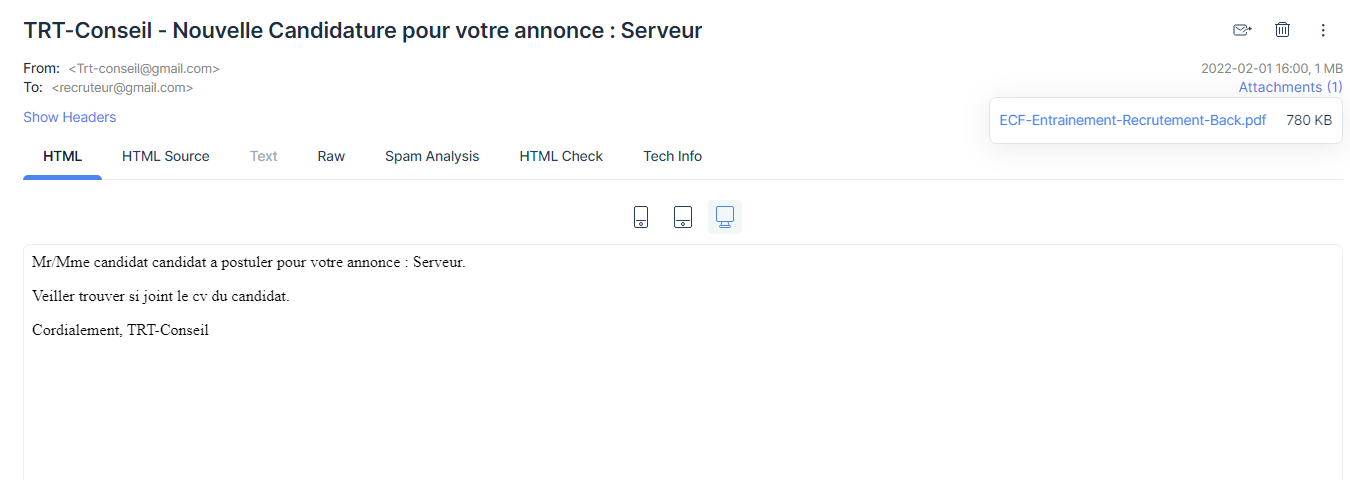 TRT-Conseil - Nouvelle Candidature pour votre annonce : Serveur
From: <Trt-conseil@gmail.com>
2022-02-01 16:00, 1 MB
To: <recruteur@gmail.com>
Attachments (1)
Show Headers
ECF-Entrainement-Recrutement-Back.pdf 780 KB
HTML HTML Source Text Raw Spam Analysis HTML Check Tech Info
Mr/Mme candidat candidat a postuler pour votre annonce : Serveur.
Veiller trouver si joint le cv du candidat.
Cordialement, TRT-Conseil